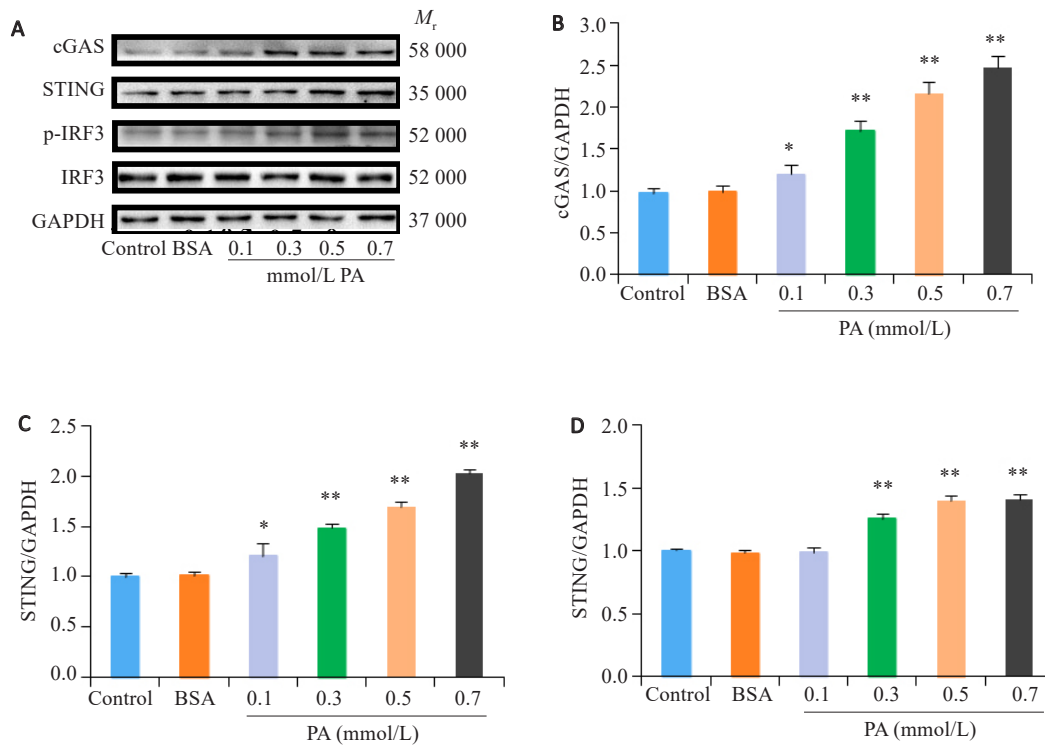 A
M_r
cGAS
58 000
STING
35 000
p-IRF3
52 000
IRF3
52 000
GAPDH
37 000
Control BSA 0.1 0.3 0.5 0.7
mmol/L PA
B
cGAS/GAPDH
3.0
2.5
2.0
1.5
1.0
0.5
0.0
*
**
**
**
Control BSA 0.1 0.3 0.5 0.7
PA (mmol/L)
C
STING/GAPDH
2.5
2.0
1.5
1.0
0.5
0.0
*
**
**
**
Control BSA 0.1 0.3 0.5 0.7
PA (mmol/L)
D
STING/GAPDH
2.0
1.5
1.0
0.5
0.0
**
**
**
Control BSA 0.1 0.3 0.5 0.7
PA (mmol/L)